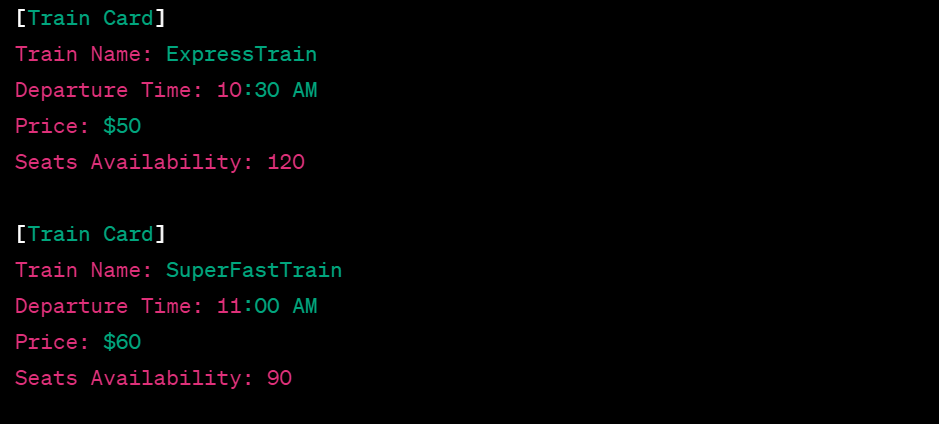 [Train Card]
Train Name: ExpressTrain
Departure Time: 10:30 AM
Price: $50
Seats Availability: 120
[Train Card]
Train Name: SuperFastTrain
Departure Time: 11:00 AM
Price: $60
Seats Availability: 90